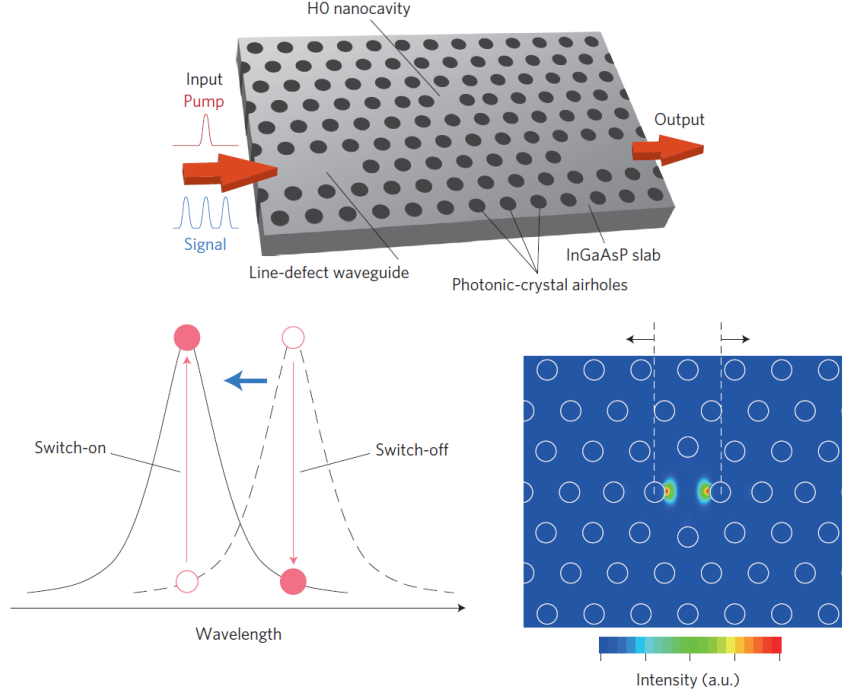 H0 nanocavity
Input
Pump
Output
Signal
Line-defect waveguide
InGaAsP slab
Photonic-crystal airholes
Switch-on
Switch-off
Wavelength
Intensity (a.u.)